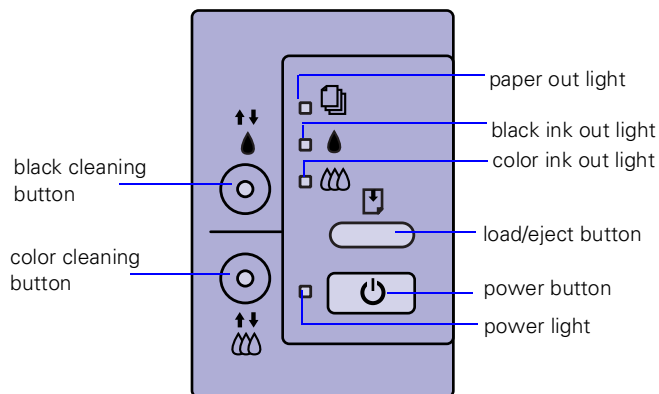 paper out light
black ink out light
color ink out light
black cleaning
button
load/eject button
color cleaning
button
power button
power light